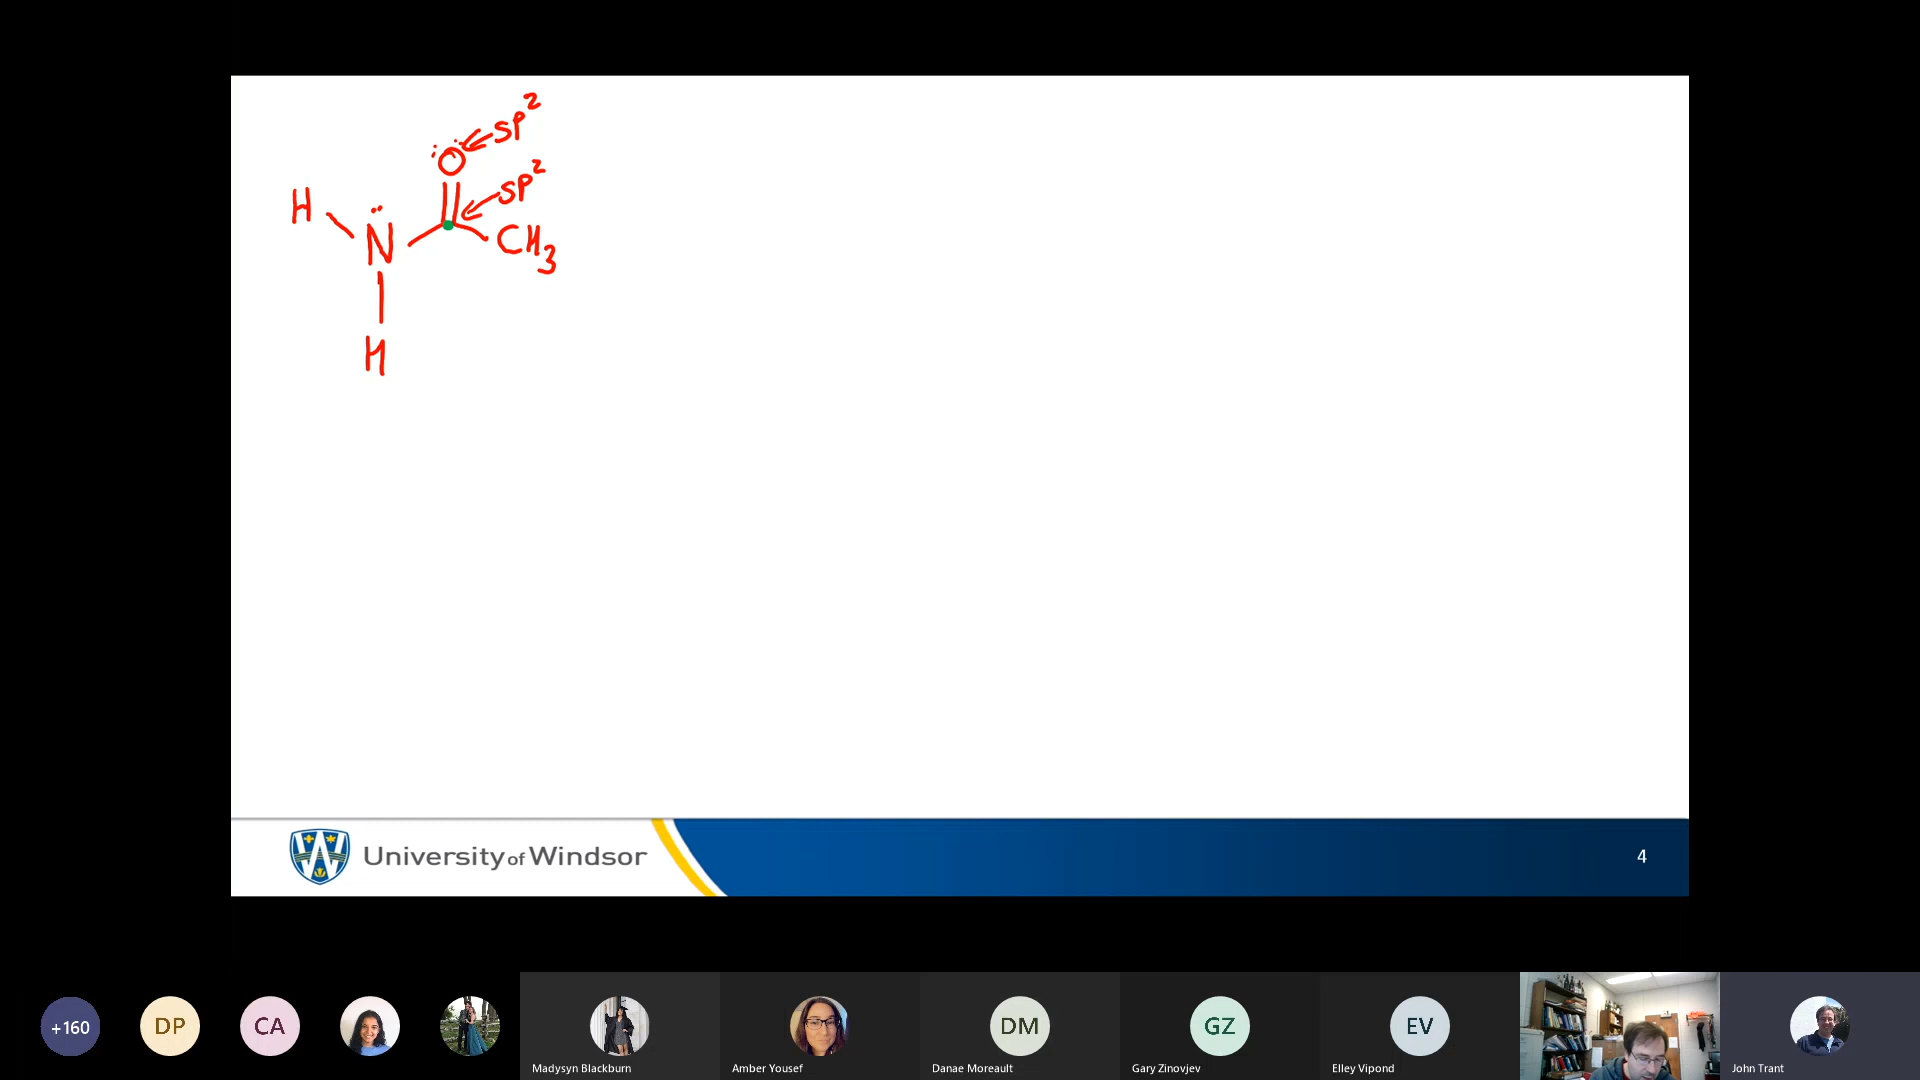 sp²
:O:
sp²
H
N̈
CH₃
H
University of Windsor
4
+160
DP
CA
DM
GZ
EV
Madysyn Blackburn
Amber Yousef
Danae Moreault
Gary Zinovjev
Elley Vipond
John Trant